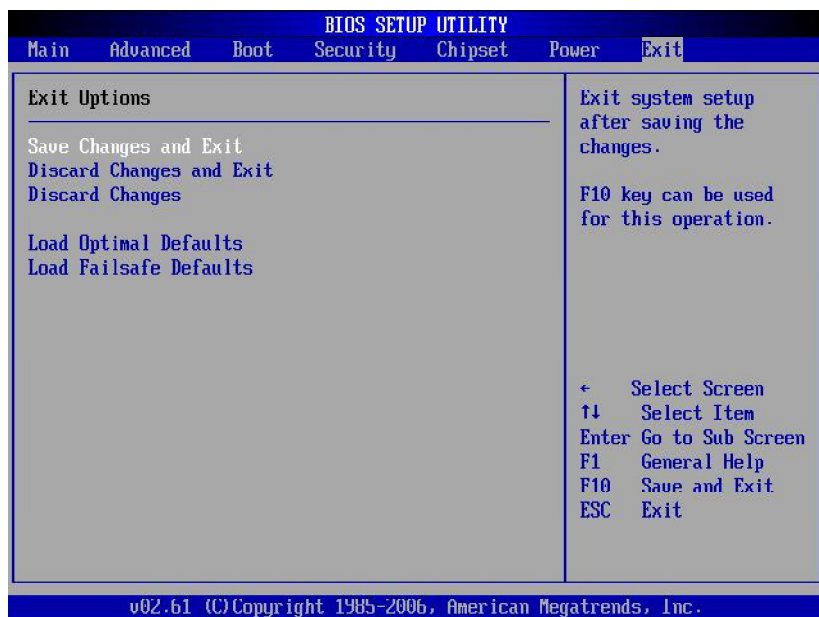 BIOS SETUP UTILITY
Main Advanced Boot Security Chipset Power Exit
Exit Options
Save Changes and Exit
Discard Changes and Exit
Discard Changes
Load Optimal Defaults
Load Failsafe Defaults
Exit system setup
after saving the
changes.
F10 key can be used
for this operation.
← Select Screen
↑↓ Select Item
Enter Go to Sub Screen
F1 General Help
F10 Save and Exit
ESC Exit
v02.61 (C)Copyright 1985-2006, American Megatrends, Inc.